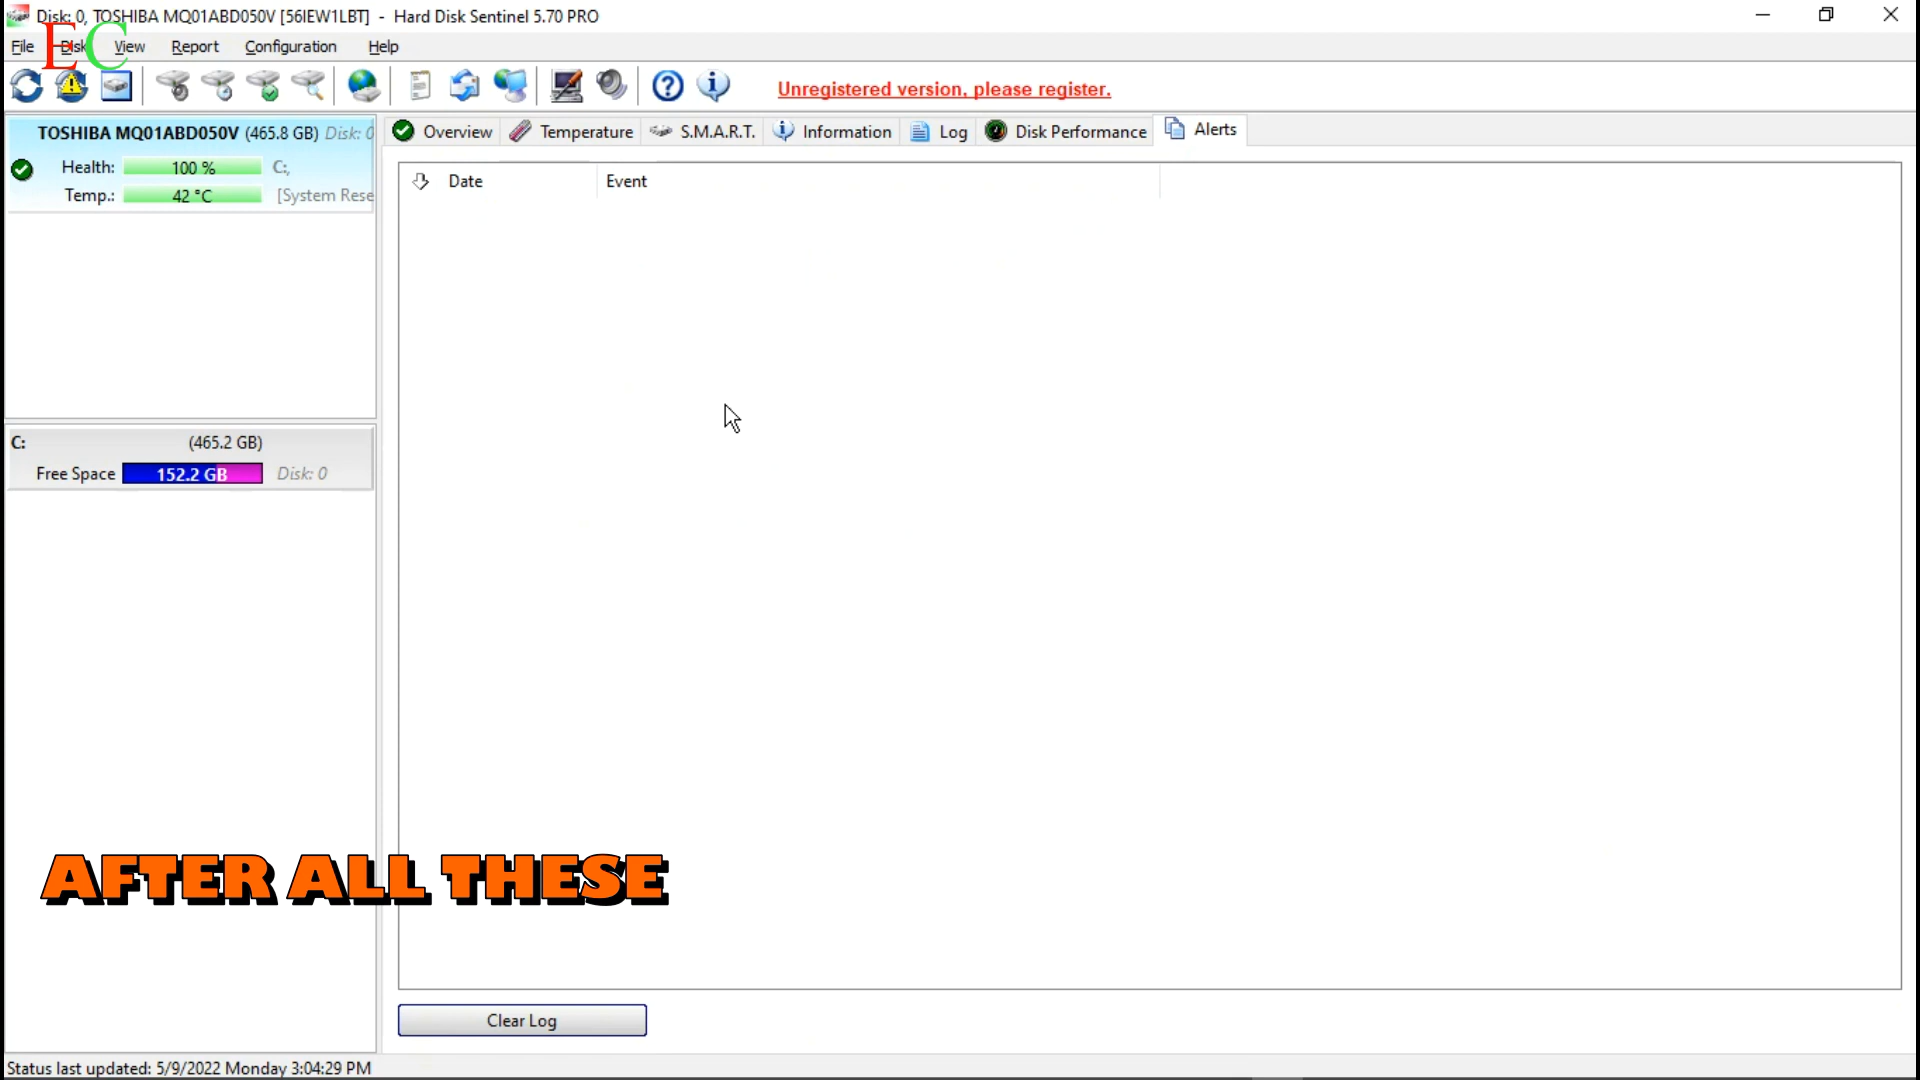 Disk: 0, TOSHIBA MQ01ABD050V [56IEW1LBT] - Hard Disk Sentinel 5.70 PRO
File Disk View Report Configuration Help
EC
Unregistered version, please register.
TOSHIBA MQ01ABD050V (465.8 GB) Disk: 0
Overview Temperature S.M.A.R.T. Information Log Disk Performance Alerts
Health: 100 % C:,
Temp.: 42 °C [System Rese
Date Event
C: (465.2 GB)
Free Space 152.2 GB Disk: 0
AFTER ALL THESE
Clear Log
Status last updated: 5/9/2022 Monday 3:04:29 PM